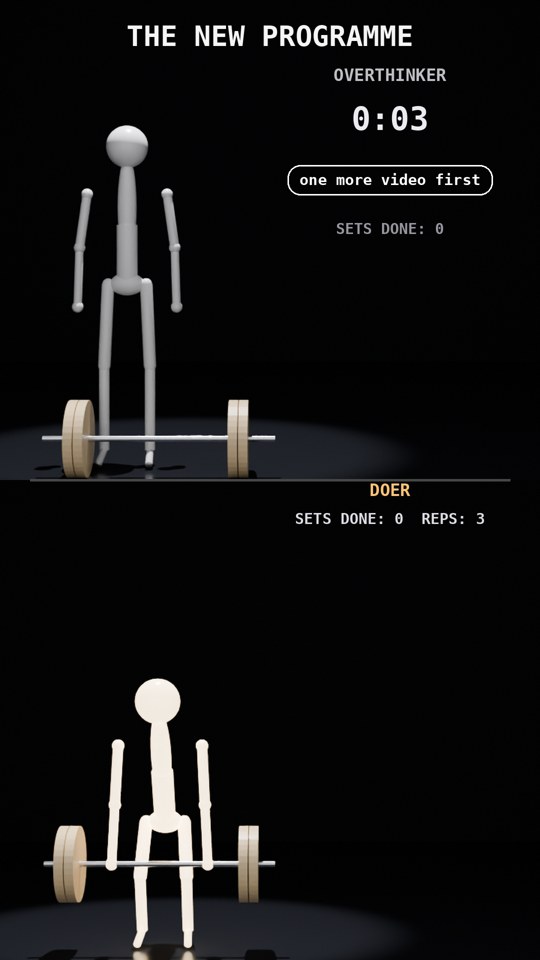 THE NEW PROGRAMME
OVERTHINKER
0:03
one more video first
SETS DONE: 0
DOER
SETS DONE: 0 REPS: 3